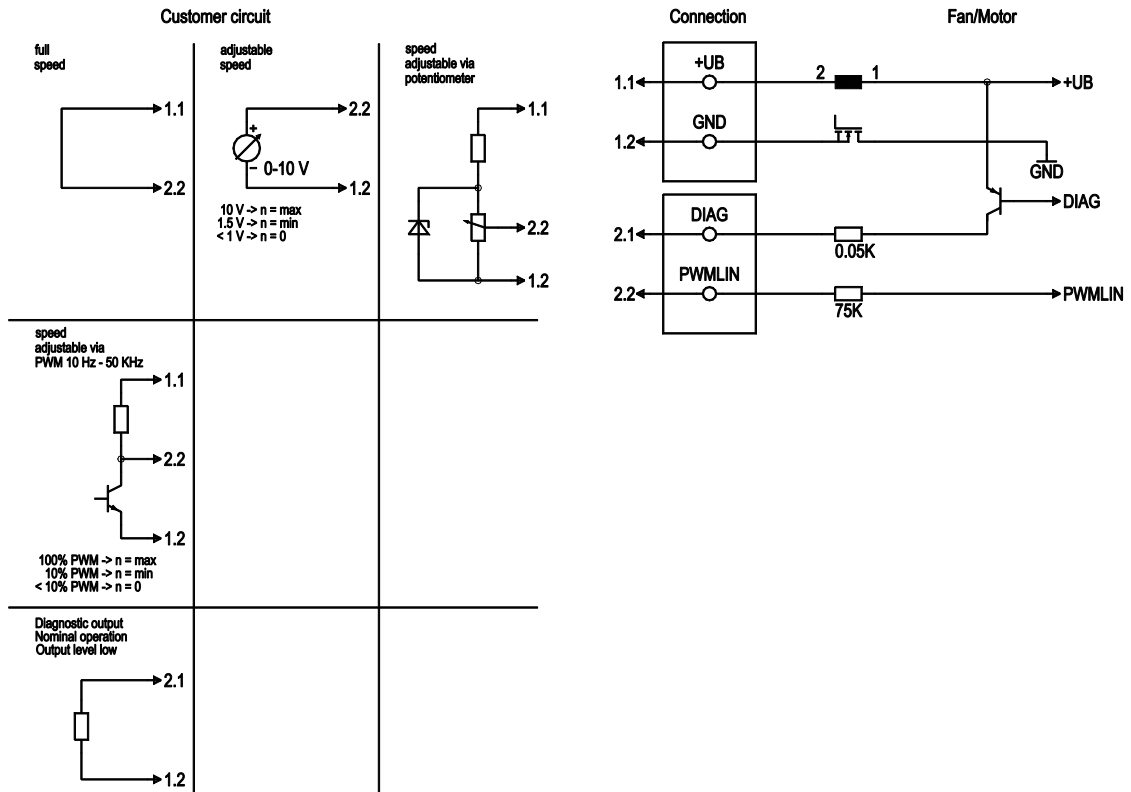 Customer circuit
full
speed
1.1
2.2
adjustable
speed
2.2
+
–
0-10 V
1.2
10 V -> n = max
1.5 V -> n = min
< 1 V -> n = 0
speed
adjustable via
potentiometer
1.1
2.2
1.2
speed
adjustable via
PWM 10 Hz - 50 KHz
1.1
2.2
1.2
100% PWM -> n = max
10% PWM -> n = min
< 10% PWM -> n = 0
Diagnostic output
Nominal operation
Output level low
2.1
1.2
Connection
Fan/Motor
1.1
+UB
2
1
+UB
1.2
GND
GND
DIAG
2.1
DIAG
0.05K
2.2
PWMLIN
75K
PWMLIN